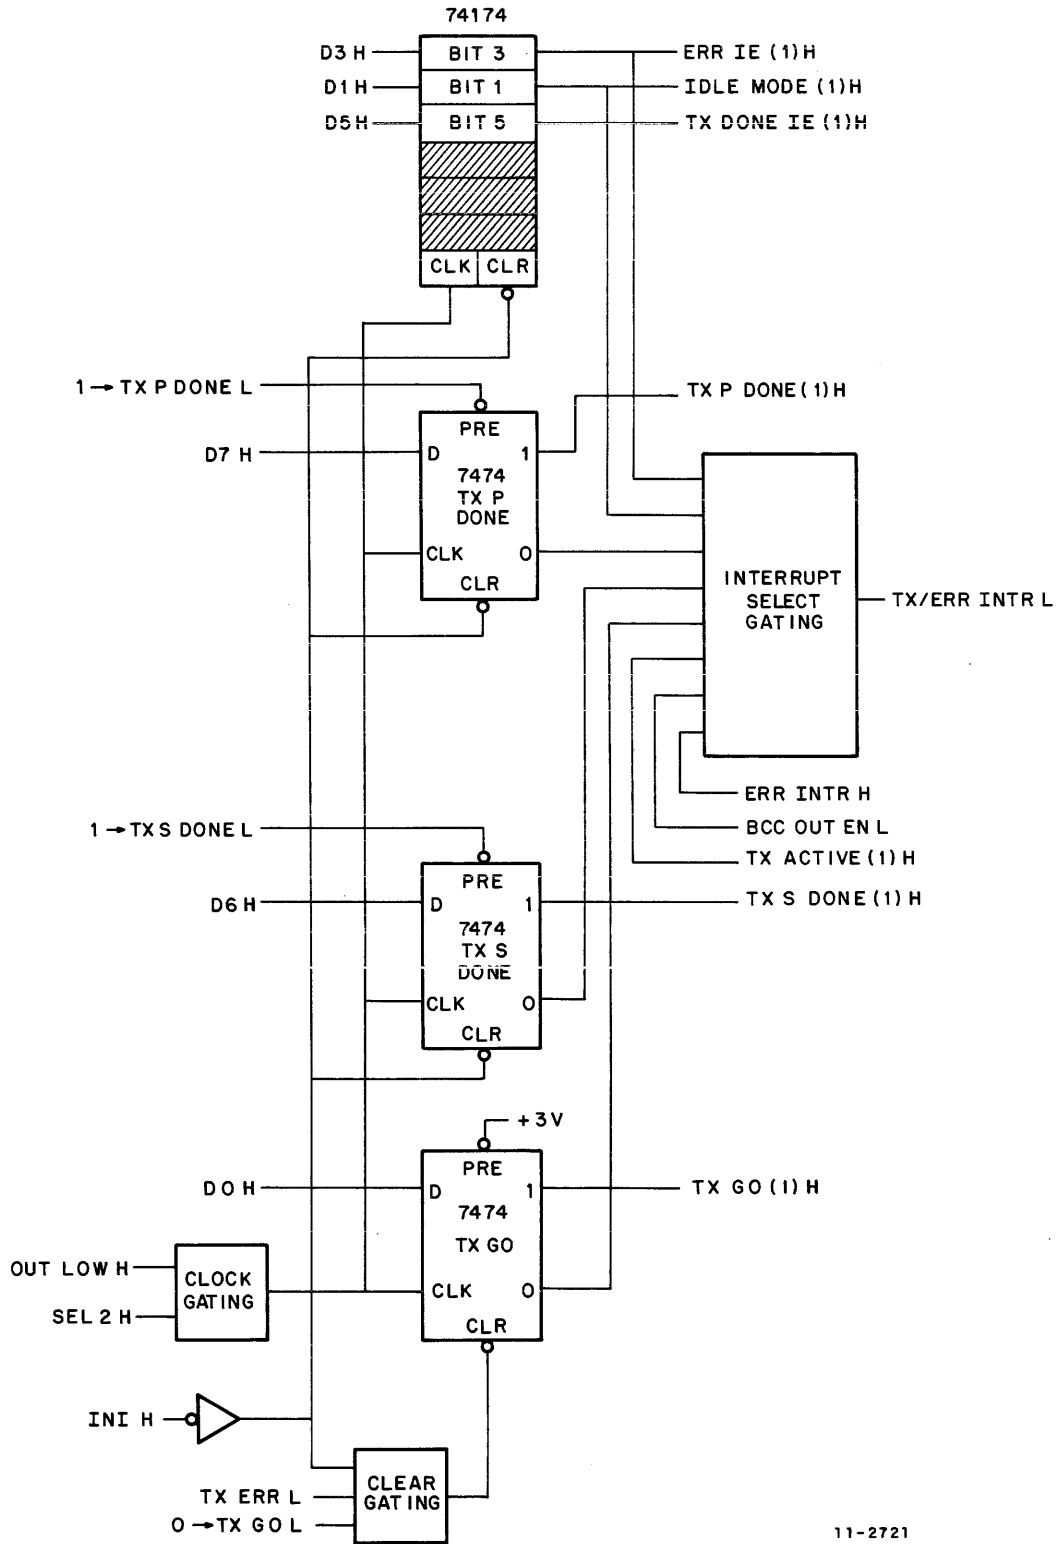 74174
D3 H
BIT 3
ERR IE (1) H
D1 H
BIT 1
IDLE MODE (1) H
D5 H
BIT 5
TX DONE IE (1) H
CLK
CLR
1 → TX P DONE L
TX P DONE (1) H
PRE
D7 H
D
1
7474
TX P
DONE
CLK
0
CLR
INTERRUPT
SELECT
GATING
TX/ERR INTR L
ERR INTR H
BCC OUT EN L
TX ACTIVE (1) H
1 → TX S DONE L
PRE
D6 H
D
1
TX S DONE (1) H
7474
TX S
DONE
CLK
0
CLR
+3V
PRE
D0 H
D
1
TX GO (1) H
7474
TX GO
OUT LOW H
CLOCK
GATING
SEL 2 H
CLK
0
CLR
INI H
CLEAR
GATING
TX ERR L
0 → TX GO L
11-2721